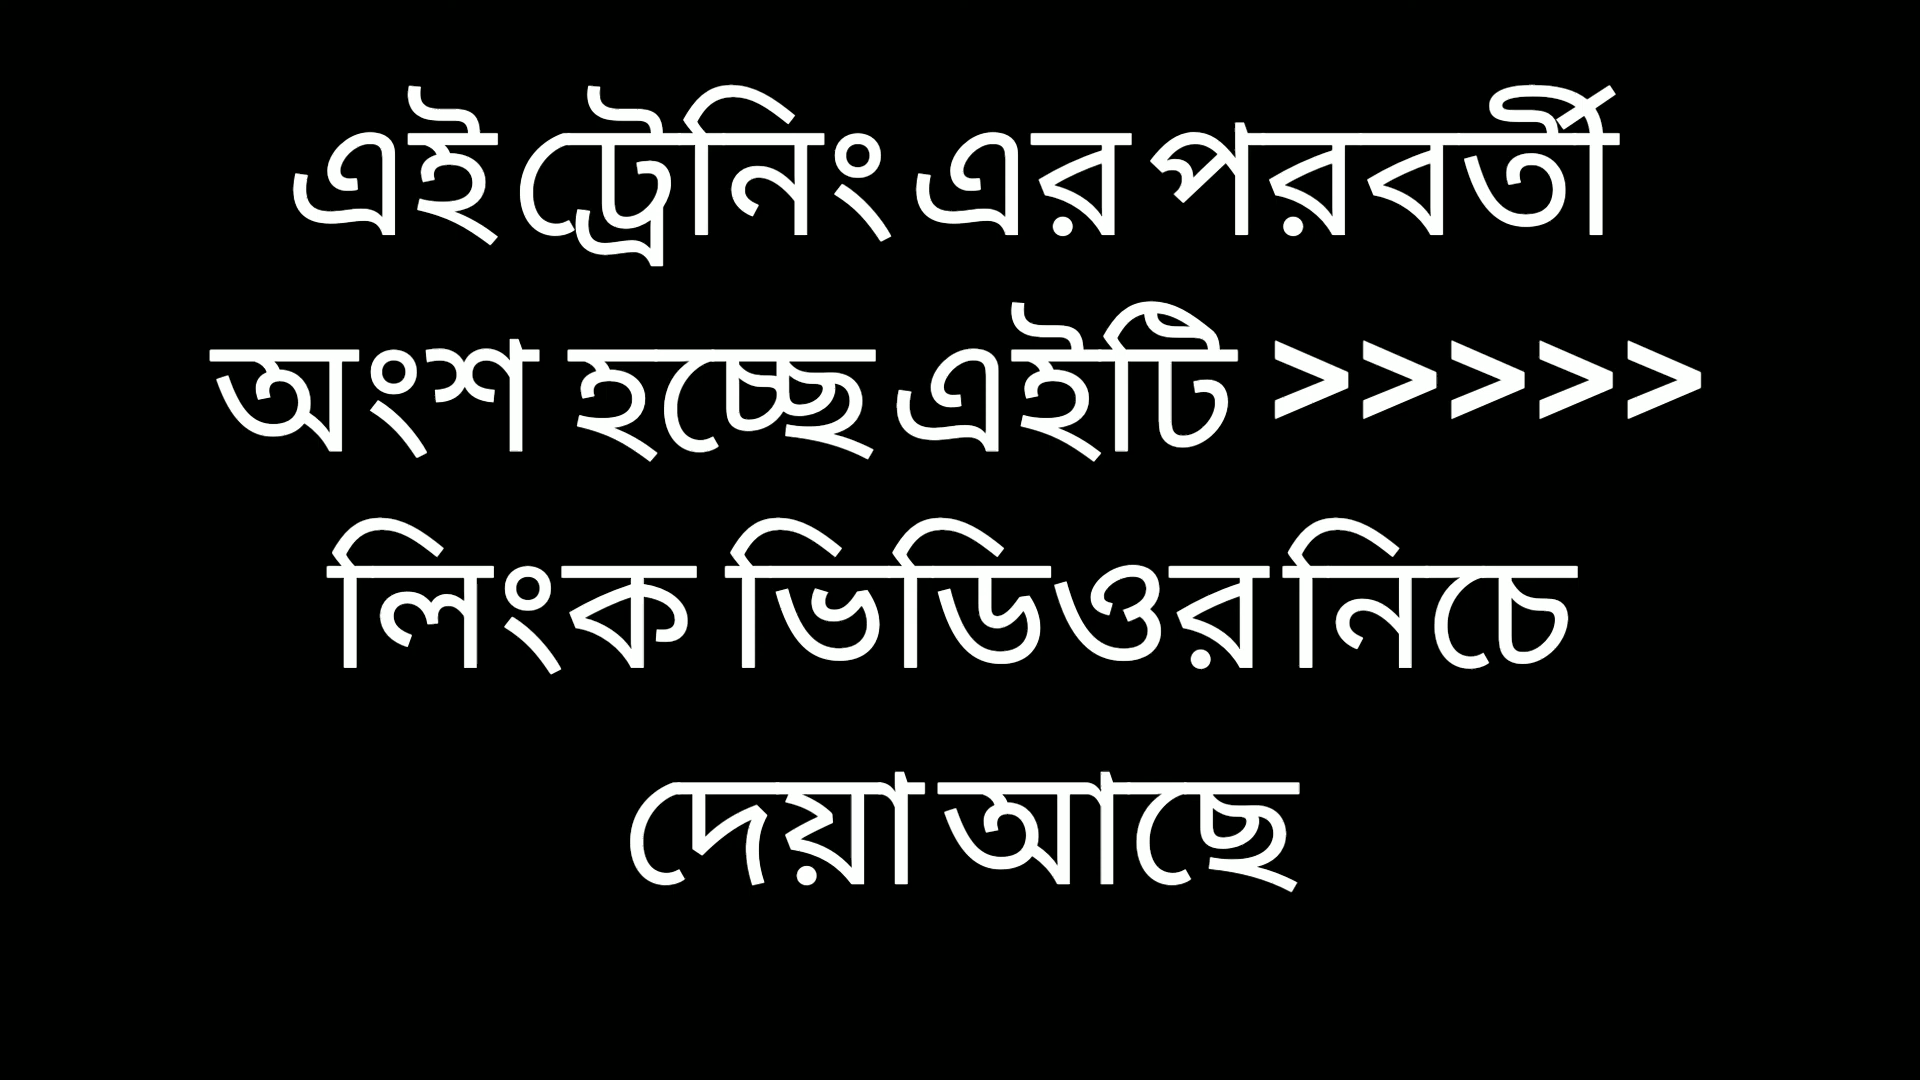 এই ট্রেনিং এর পরবর্তী
অংশ হচ্ছে এইটি >>>>>
লিংক ভিডিওর নিচে
দেয়া আছে